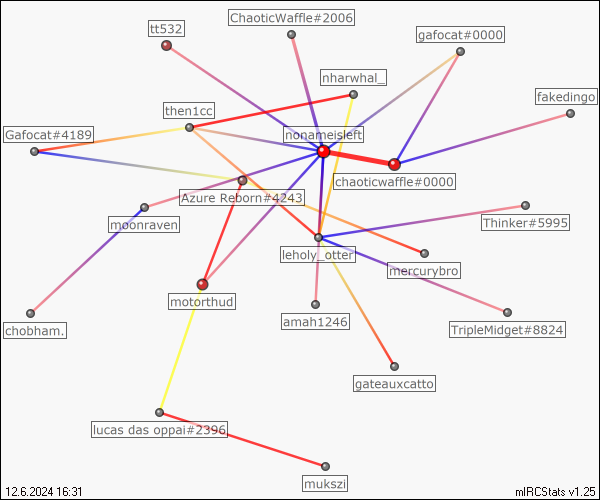 ChaoticWaffle#2006
tt532
gafocat#0000
nharwhal_
fakedingo
then1cc
Gafocat#4189
nonameisleft
chaoticwaffle#0000
Azure Reborn#4243
moonraven
Thinker#5995
leholy_otter
mercurybro
motorthud
amah1246
TripleMidget#8824
chobham.
gateauxcatto
lucas das oppai#2396
mukszi
12.6.2024 16:31
mIRCStats v1.25